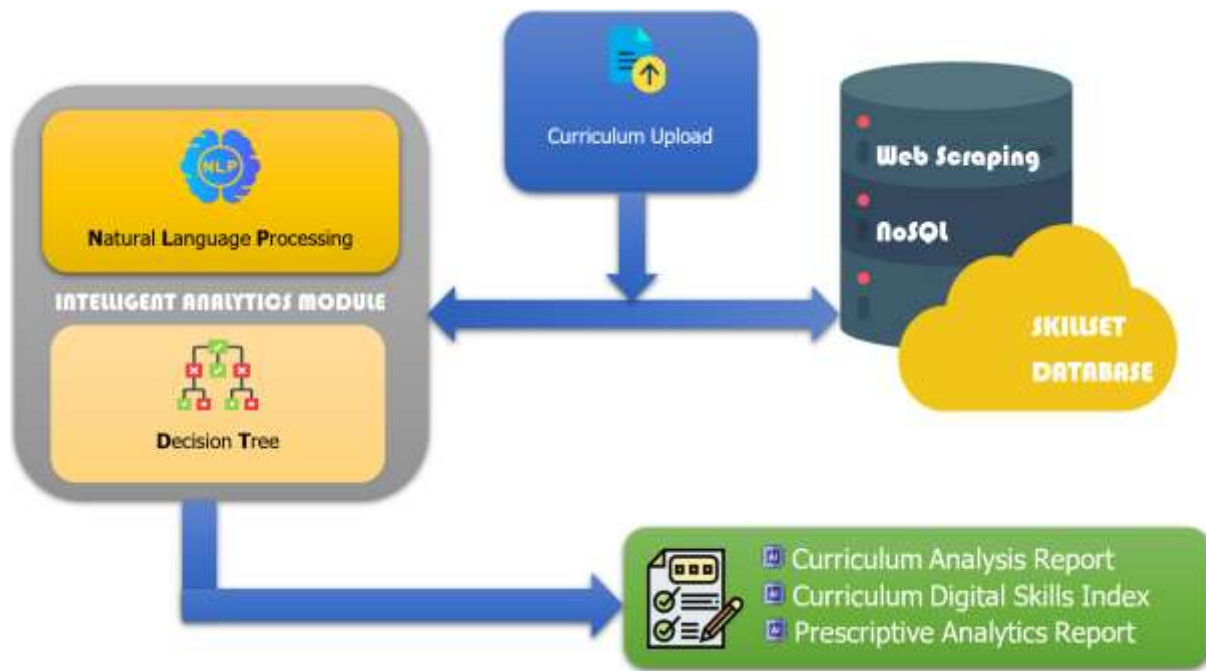 Curriculum Upload
NLP
Natural Language Processing
INTELLIGENT ANALYTICS MODULE
Decision Tree
Web Scraping
NoSQL
SKILLSET
DATABASE
Curriculum Analysis Report
Curriculum Digital Skills Index
Prescriptive Analytics Report